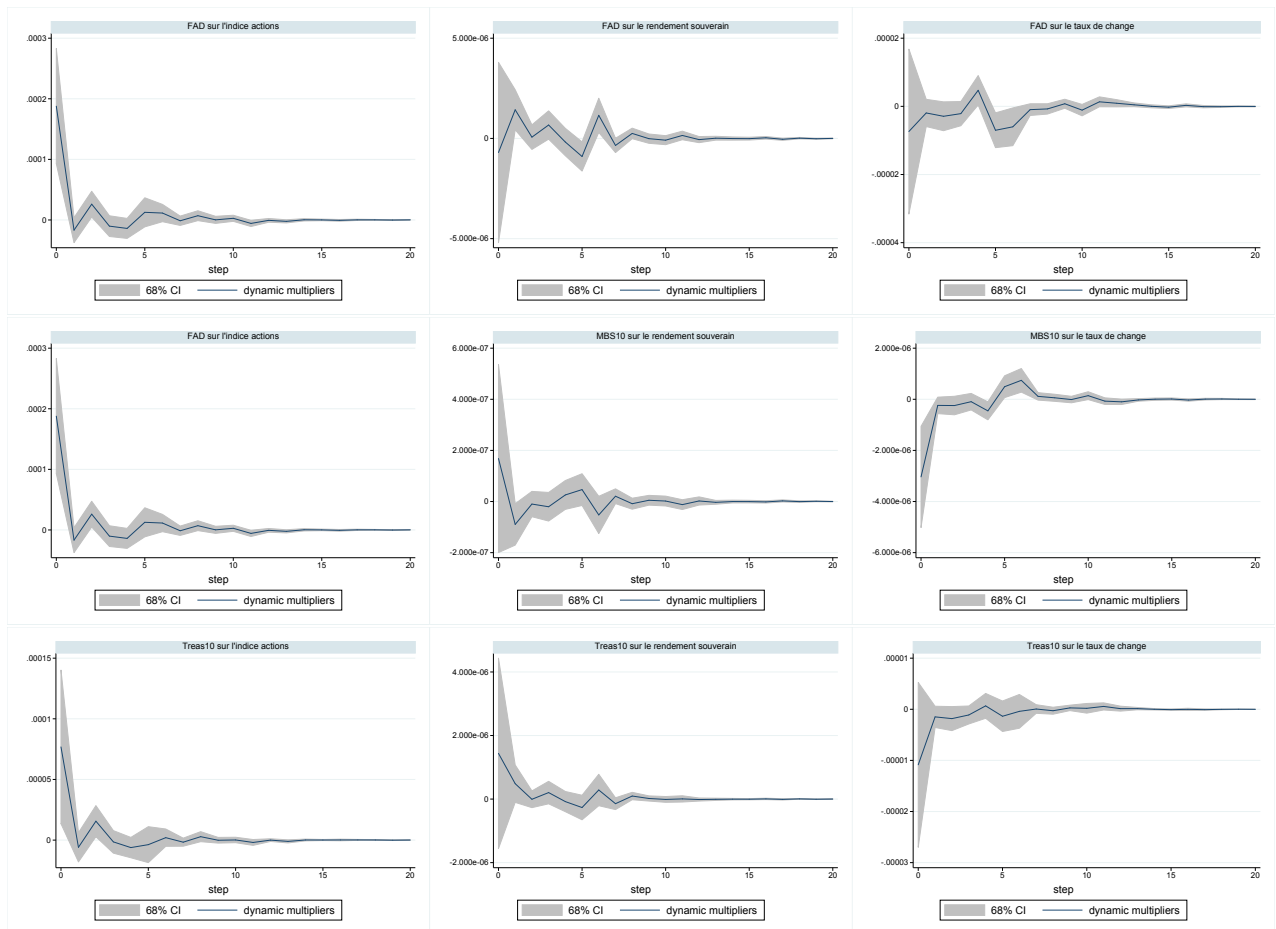 FAD sur l'indice actions
.0003
.0002
.0001
0
0 5 10 15 20
step
68% CI dynamic multipliers
FAD sur le rendement souverain
5.000e-06
0
-5.000e-06
0 5 10 15 20
step
68% CI dynamic multipliers
FAD sur le taux de change
.00002
0
-.00002
-.00004
0 5 10 15 20
step
68% CI dynamic multipliers
FAD sur l'indice actions
.0003
.0002
.0001
0
0 5 10 15 20
step
68% CI dynamic multipliers
MBS10 sur le rendement souverain
6.000e-07
4.000e-07
2.000e-07
0
-2.000e-07
0 5 10 15 20
step
68% CI dynamic multipliers
MBS10 sur le taux de change
2.000e-06
0
-2.000e-06
-4.000e-06
-6.000e-06
0 5 10 15 20
step
68% CI dynamic multipliers
Treas10 sur l'indice actions
.00015
.0001
.00005
0
0 5 10 15 20
step
68% CI dynamic multipliers
Treas10 sur le rendement souverain
4.000e-06
2.000e-06
0
-2.000e-06
0 5 10 15 20
step
68% CI dynamic multipliers
Treas10 sur le taux de change
.00001
0
-.00001
-.00002
-.00003
0 5 10 15 20
step
68% CI dynamic multipliers